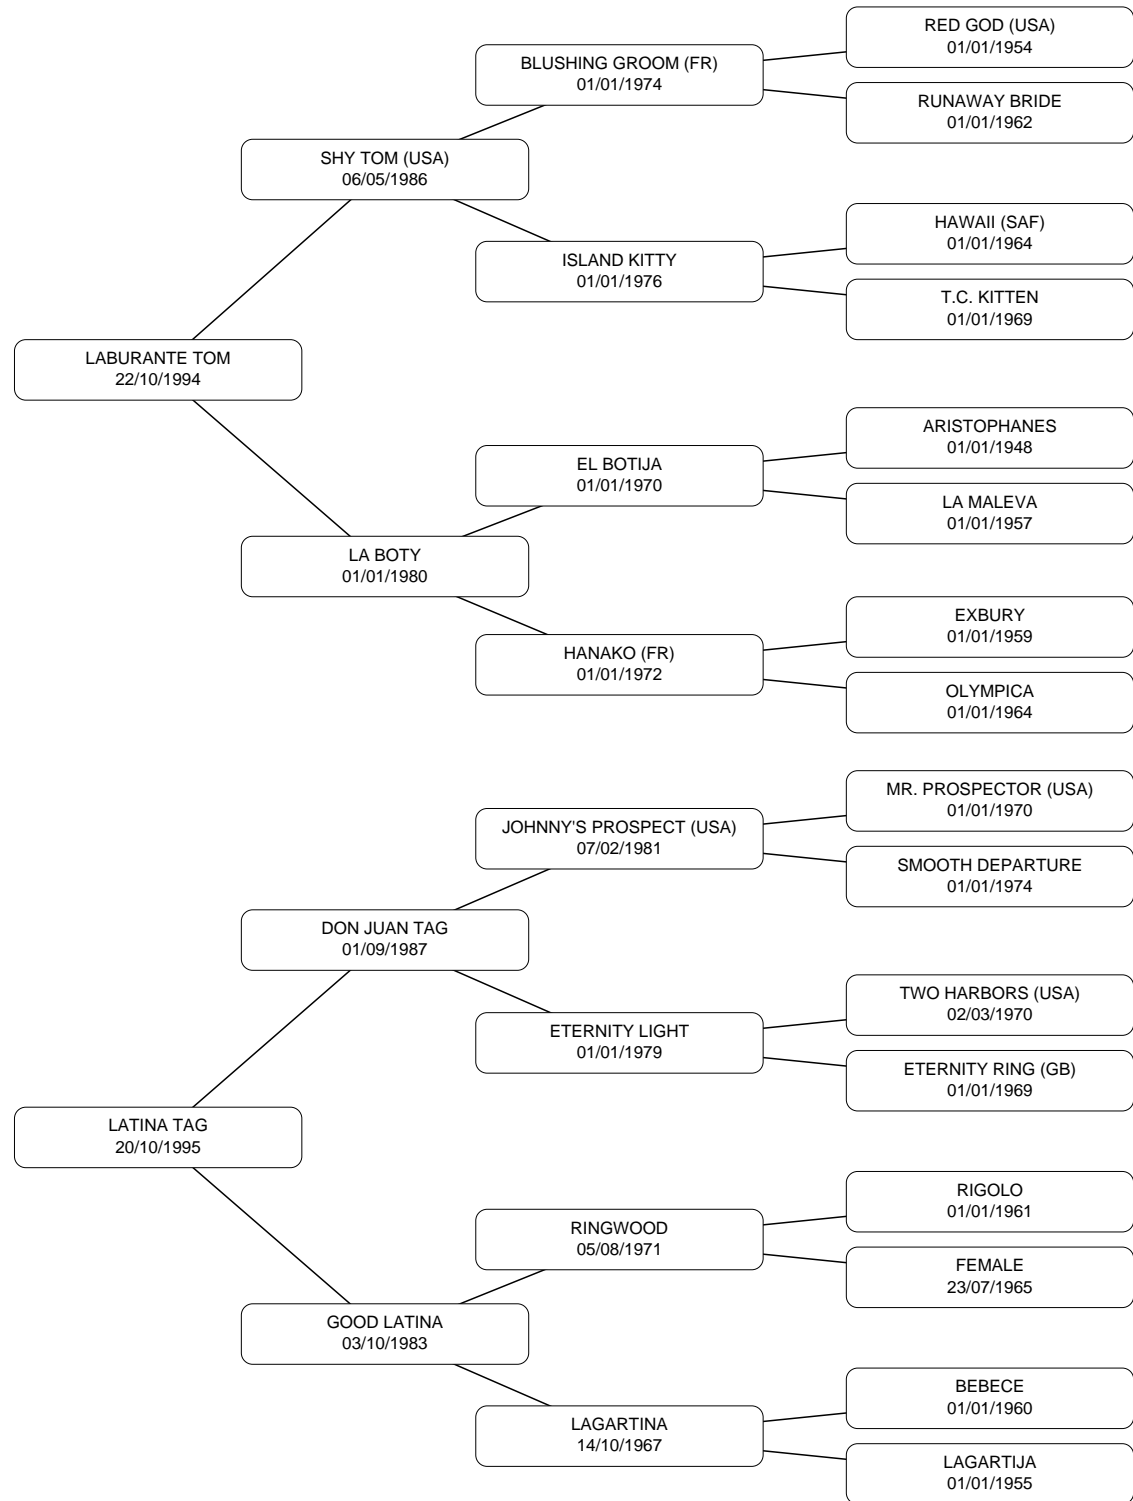 RED GOD (USA)
01/01/1954
BLUSHING GROOM (FR)
01/01/1974
RUNAWAY BRIDE
01/01/1962
SHY TOM (USA)
06/05/1986
HAWAII (SAF)
01/01/1964
ISLAND KITTY
01/01/1976
T.C. KITTEN
01/01/1969
LABURANTE TOM
22/10/1994
ARISTOPHANES
01/01/1948
EL BOTIJA
01/01/1970
LA MALEVA
01/01/1957
LA BOTY
01/01/1980
EXBURY
01/01/1959
HANAKO (FR)
01/01/1972
OLYMPICA
01/01/1964
MR. PROSPECTOR (USA)
01/01/1970
JOHNNY'S PROSPECT (USA)
07/02/1981
SMOOTH DEPARTURE
01/01/1974
DON JUAN TAG
01/09/1987
TWO HARBORS (USA)
02/03/1970
ETERNITY LIGHT
01/01/1979
ETERNITY RING (GB)
01/01/1969
LATINA TAG
20/10/1995
RIGOLO
01/01/1961
RINGWOOD
05/08/1971
FEMALE
23/07/1965
GOOD LATINA
03/10/1983
BEBECE
01/01/1960
LAGARTINA
14/10/1967
LAGARTIJA
01/01/1955